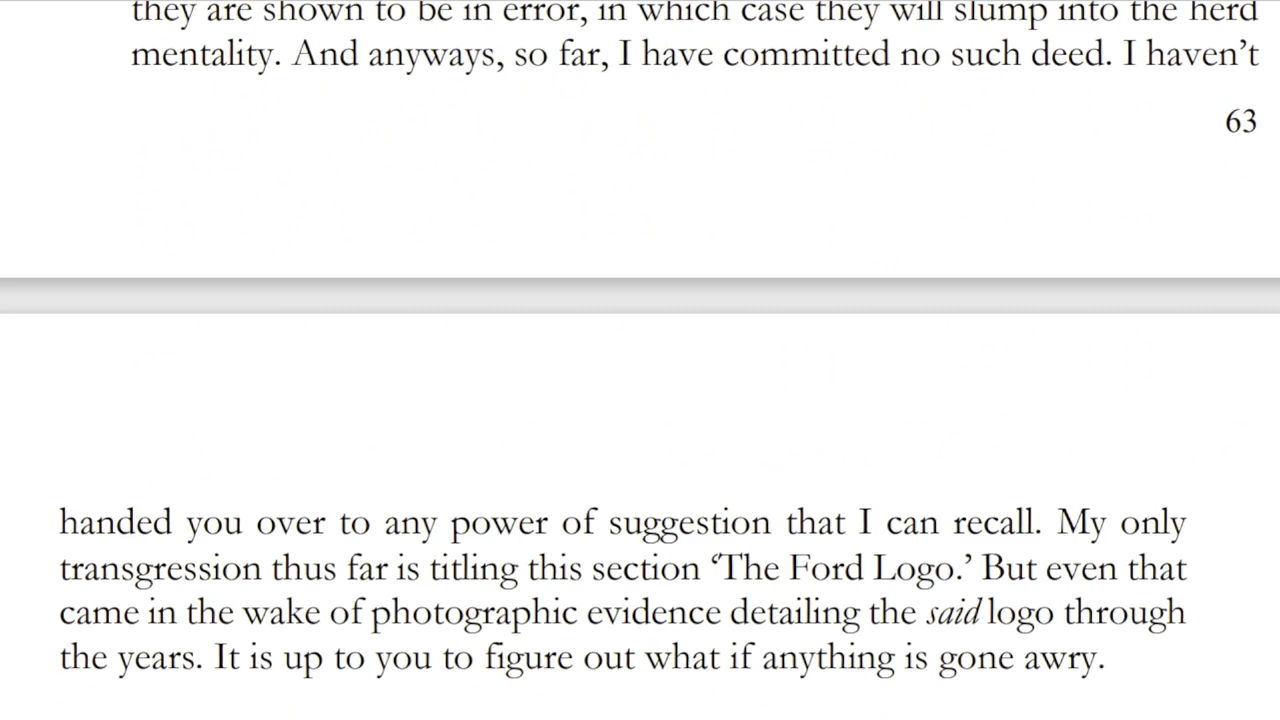 they are shown to be in error, in which case they will slump into the herd
mentality. And anyways, so far, I have committed no such deed. I haven’t
63
handed you over to any power of suggestion that I can recall. My only
transgression thus far is titling this section ‘The Ford Logo.’ But even that
came in the wake of photographic evidence detailing the said logo through
the years. It is up to you to figure out what if anything is gone awry.